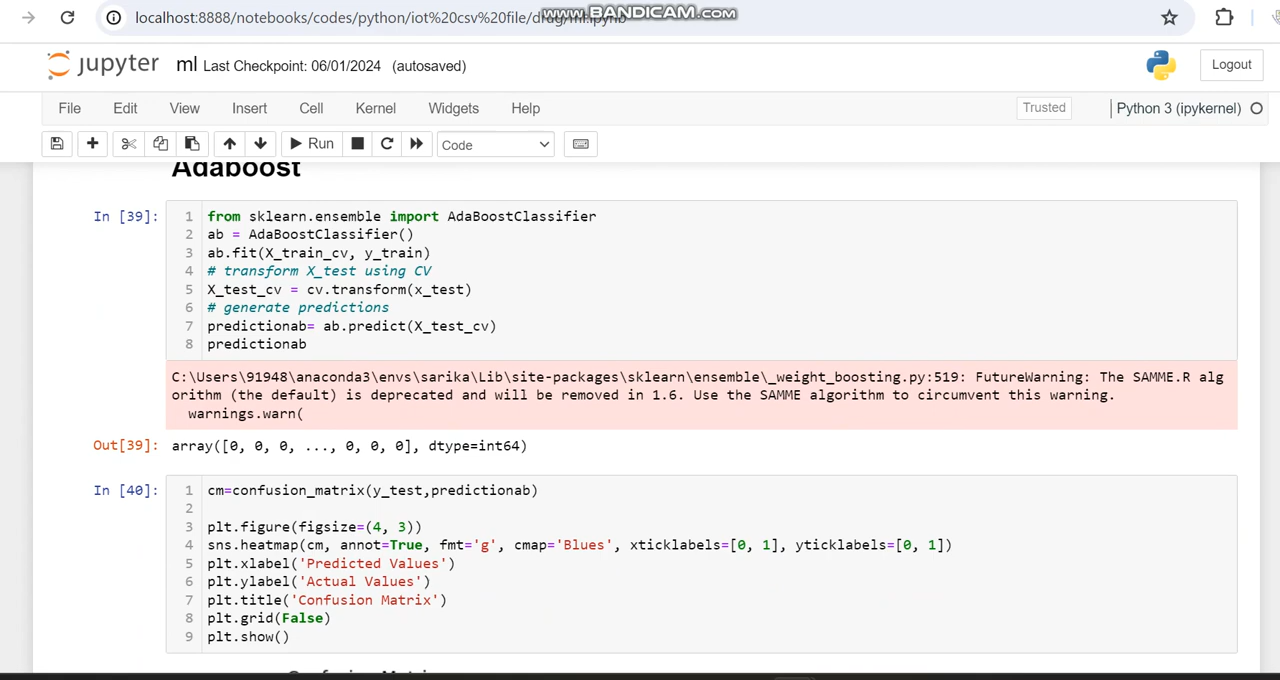 localhost:8888/notebooks/codes/python/iot%20csv%20file/drug/ml.ipynb
www.BANDICAM.com
jupyter ml Last Checkpoint: 06/01/2024 (autosaved)
Logout
File Edit View Insert Cell Kernel Widgets Help
Trusted
Python 3 (ipykernel)
Run
Code
Adaboost
In [39]:
1 from sklearn.ensemble import AdaBoostClassifier
2 ab = AdaBoostClassifier()
3 ab.fit(X_train_cv, y_train)
4 # transform X_test using CV
5 X_test_cv = cv.transform(x_test)
6 # generate predictions
7 predictionab= ab.predict(X_test_cv)
8 predictionab
C:\Users\91948\anaconda3\envs\sarika\Lib\site-packages\sklearn\ensemble\_weight_boosting.py:519: FutureWarning: The SAMME.R alg
orithm (the default) is deprecated and will be removed in 1.6. Use the SAMME algorithm to circumvent this warning.
warnings.warn(
Out[39]: array([0, 0, 0, ..., 0, 0, 0], dtype=int64)
In [40]:
1 cm=confusion_matrix(y_test,predictionab)
2
3 plt.figure(figsize=(4, 3))
4 sns.heatmap(cm, annot=True, fmt='g', cmap='Blues', xticklabels=[0, 1], yticklabels=[0, 1])
5 plt.xlabel('Predicted Values')
6 plt.ylabel('Actual Values')
7 plt.title('Confusion Matrix')
8 plt.grid(False)
9 plt.show()